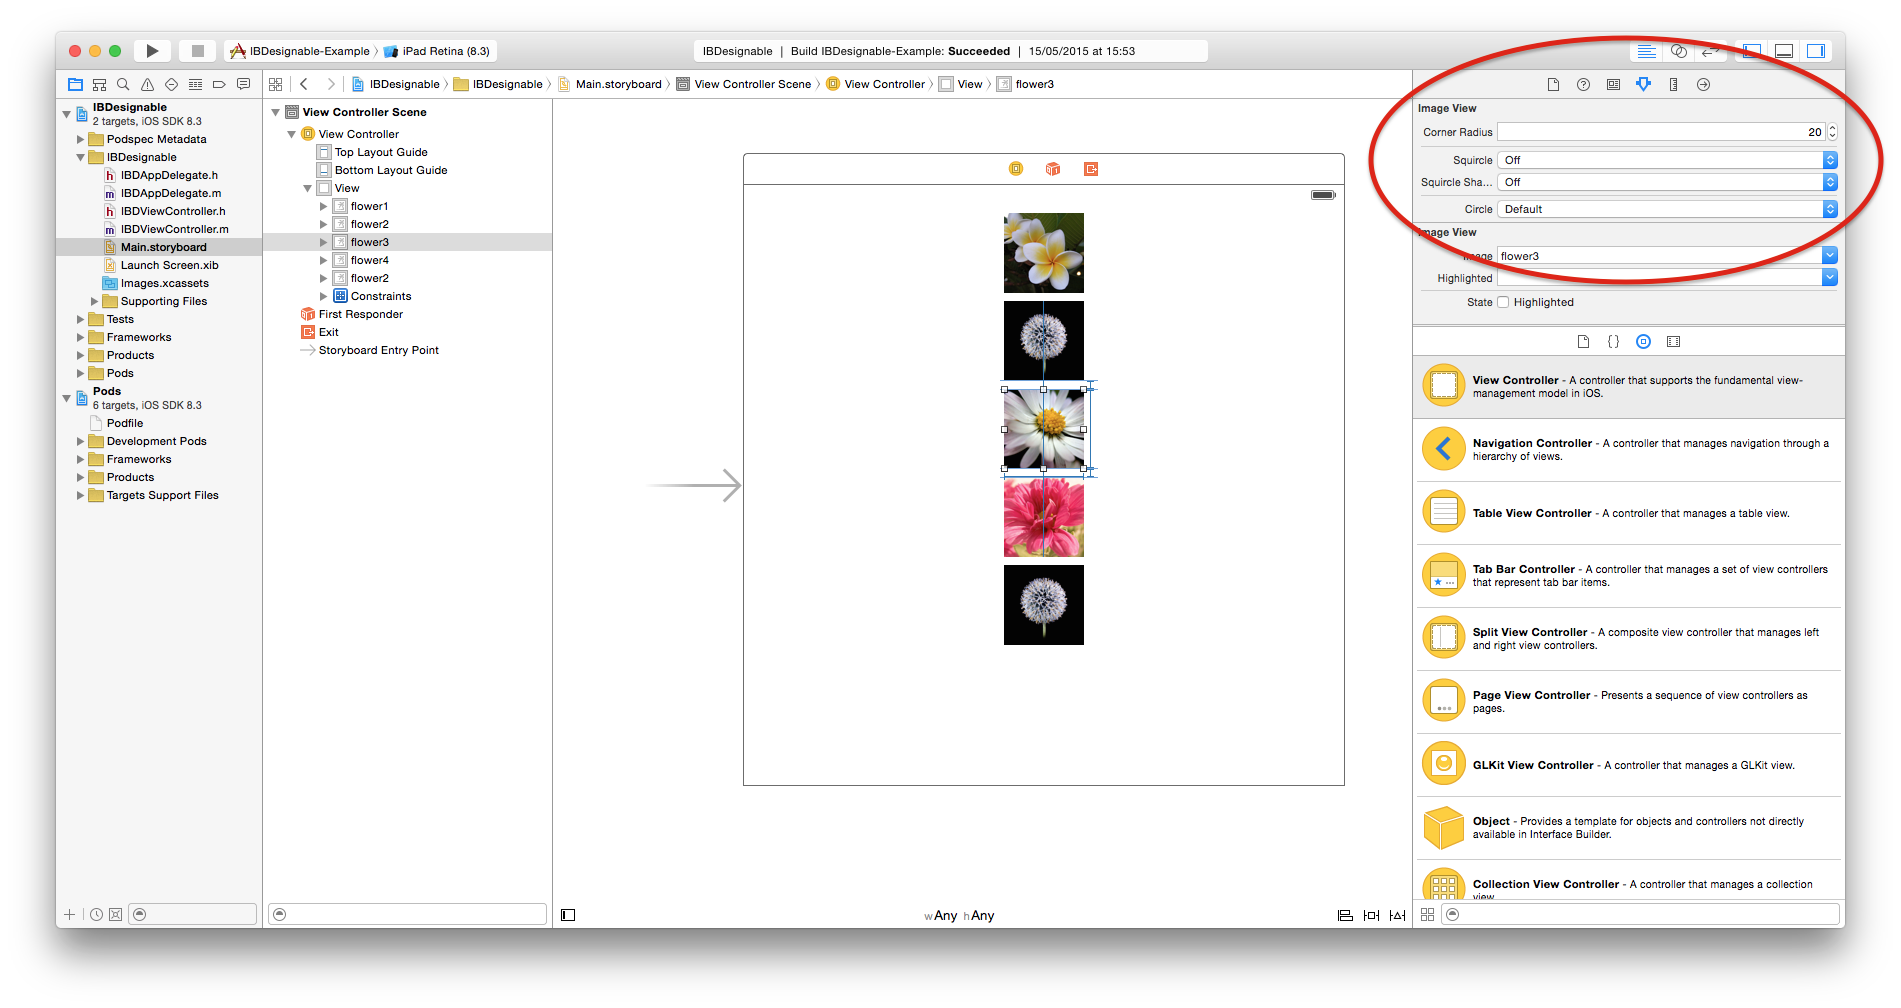 IBDesignable-Example 〉 iPad Retina (8.3)
IBDesignable | Build IBDesignable-Example: Succeeded | 15/05/2015 at 15:53
IBDesignable 〉 IBDesignable 〉 Main.storyboard 〉 View Controller Scene 〉 View Controller 〉 View 〉 flower3
IBDesignable
2 targets, iOS SDK 8.3
Podspec Metadata
IBDesignable
IBDAppDelegate.h
IBDAppDelegate.m
IBDViewController.h
IBDViewController.m
Main.storyboard
Launch Screen.xib
Images.xcassets
Supporting Files
Tests
Frameworks
Products
Pods
Pods
6 targets, iOS SDK 8.3
Podfile
Development Pods
Frameworks
Products
Targets Support Files
View Controller Scene
View Controller
Top Layout Guide
Bottom Layout Guide
View
flower1
flower2
flower3
flower4
flower2
Constraints
First Responder
Exit
Storyboard Entry Point
wAny hAny
Image View
Corner Radius 20
Squircle Off
Squircle Sha... Off
Circle Default
Image View
Image flower3
Highlighted
State Highlighted
View Controller - A controller that supports the fundamental view-
management model in iOS.
Navigation Controller - A controller that manages navigation through a
hierarchy of views.
Table View Controller - A controller that manages a table view.
Tab Bar Controller - A controller that manages a set of view controllers
that represent tab bar items.
Split View Controller - A composite view controller that manages left
and right view controllers.
Page View Controller - Presents a sequence of view controllers as
pages.
GLKit View Controller - A controller that manages a GLKit view.
Object - Provides a template for objects and controllers not directly
available in Interface Builder.
Collection View Controller - A controller that manages a collection
view.